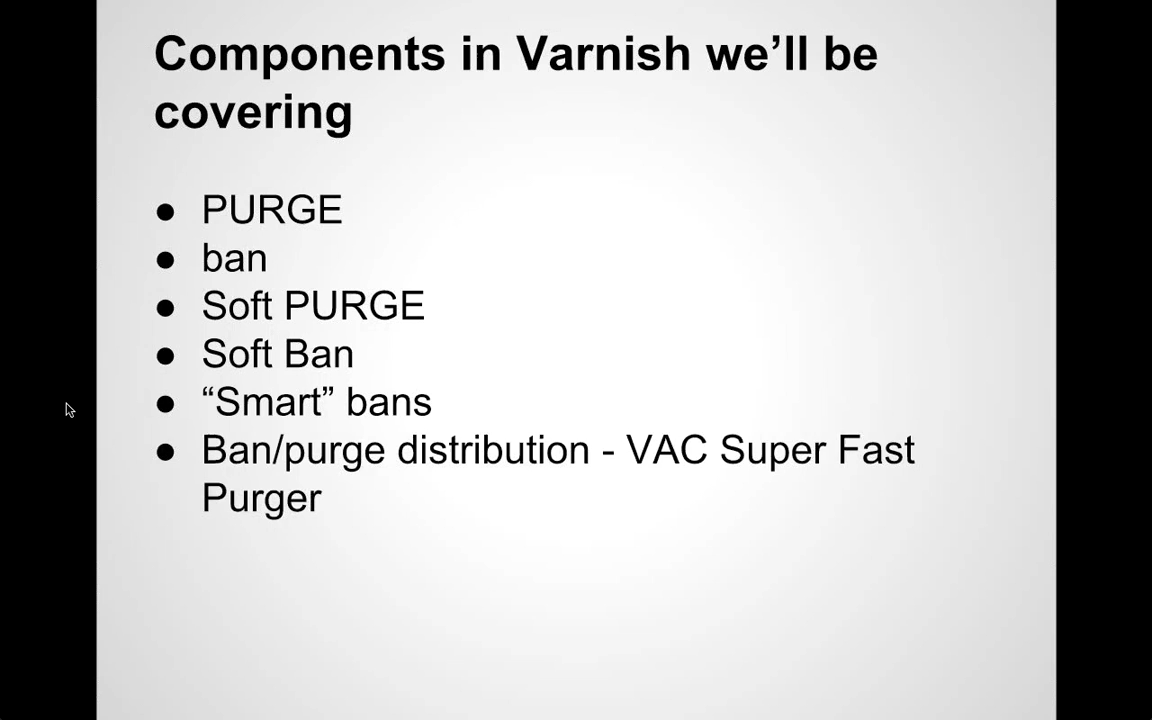 Components in Varnish we’ll be
covering
● PURGE
● ban
● Soft PURGE
● Soft Ban
● “Smart” bans
● Ban/purge distribution - VAC Super Fast
Purger